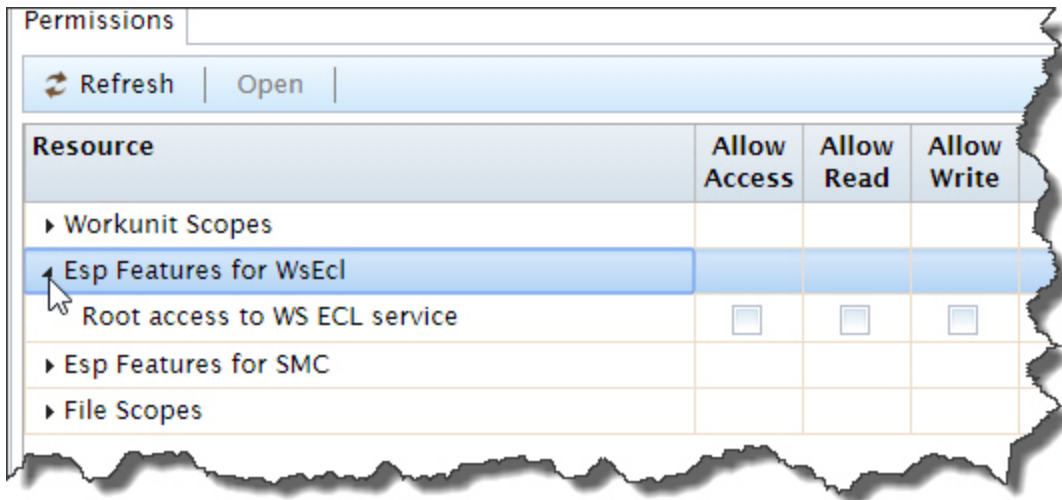 Permissions
Refresh Open
Resource Allow Access Allow Read Allow Write
Workunit Scopes
Esp Features for WsEcl
Root access to WS ECL service
Esp Features for SMC
File Scopes